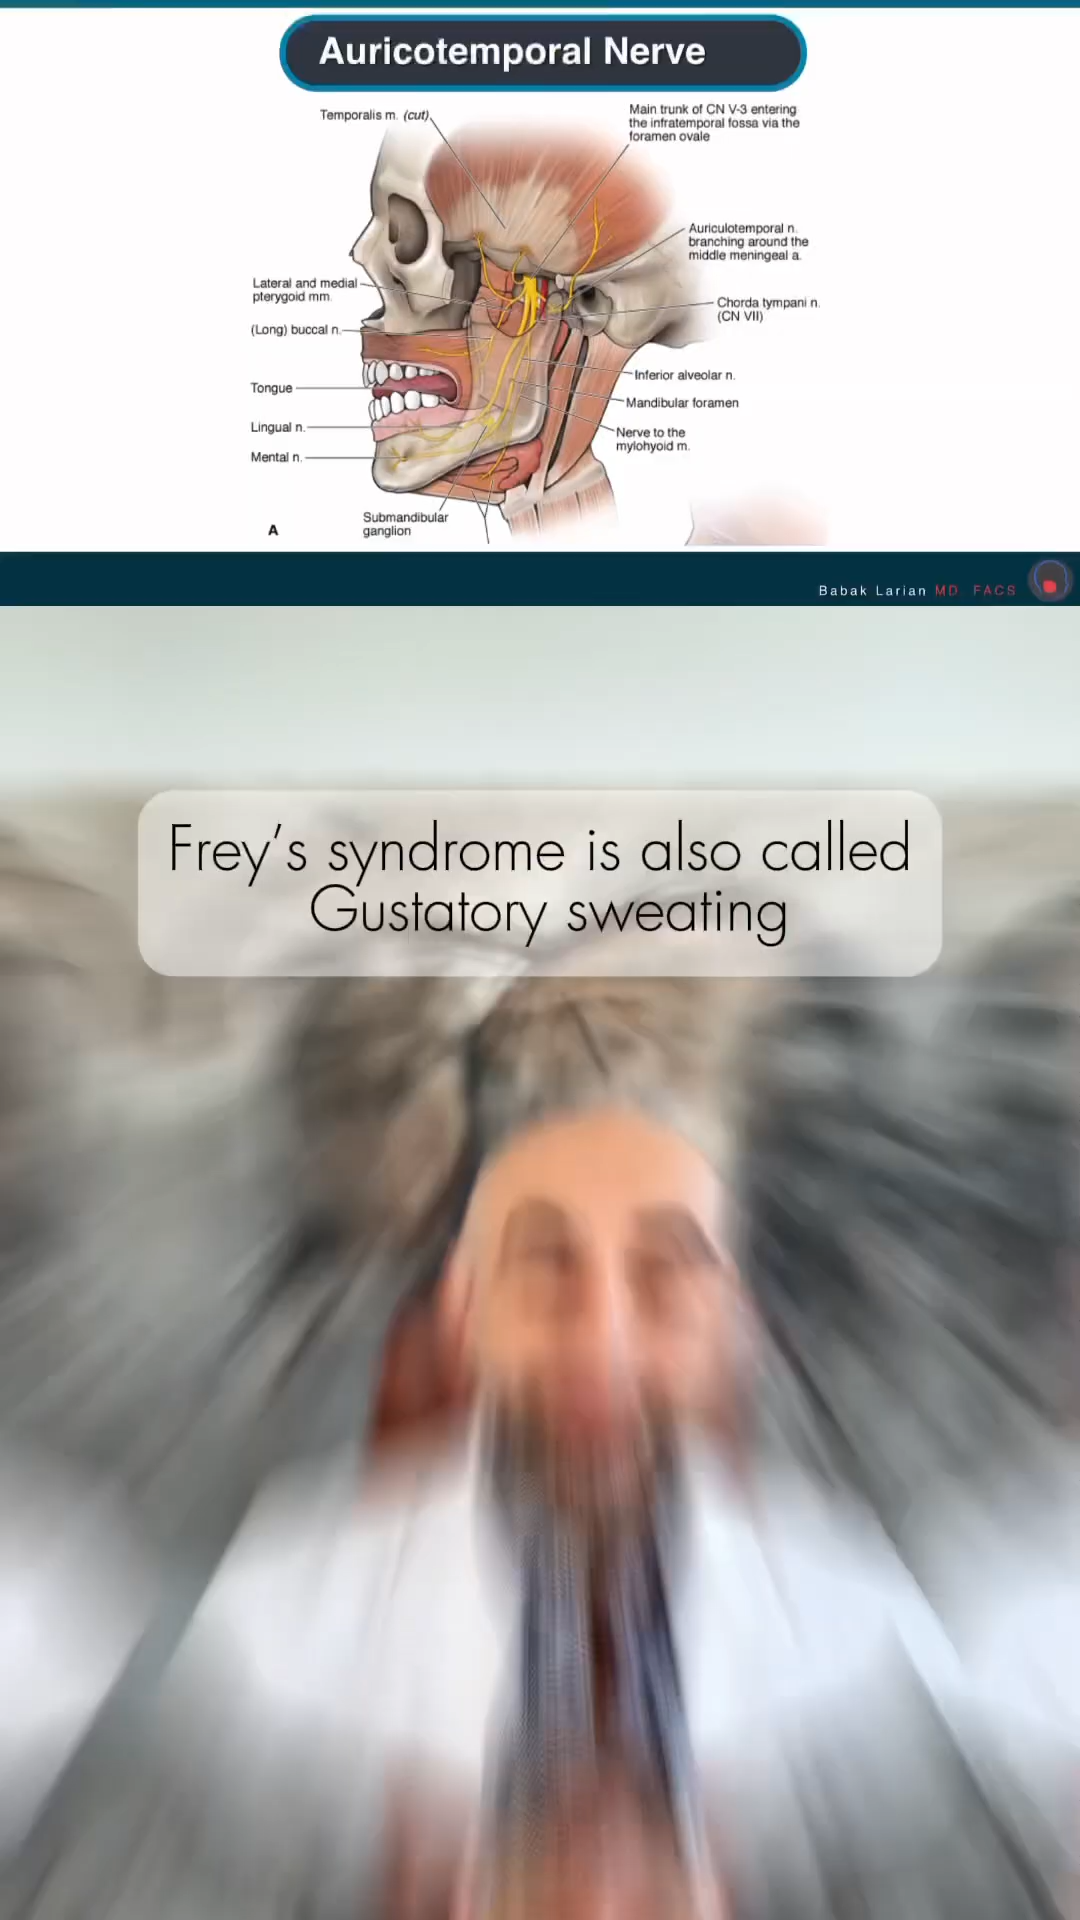 Auricotemporal Nerve
Temporalis m. (cut)
Main trunk of CN V-3 entering
the infratemporal fossa via the
foramen ovale
Auriculotemporal n.
branching around the
middle meningeal a.
Lateral and medial
pterygoid mm.
Chorda tympani n.
(CN VII)
(Long) buccal n.
Inferior alveolar n.
Tongue
Mandibular foramen
Lingual n.
Nerve to the
mylohyoid m.
Mental n.
Submandibular
ganglion
A
Babak Larian MD FACS
Frey's syndrome is also called
Gustatory sweating